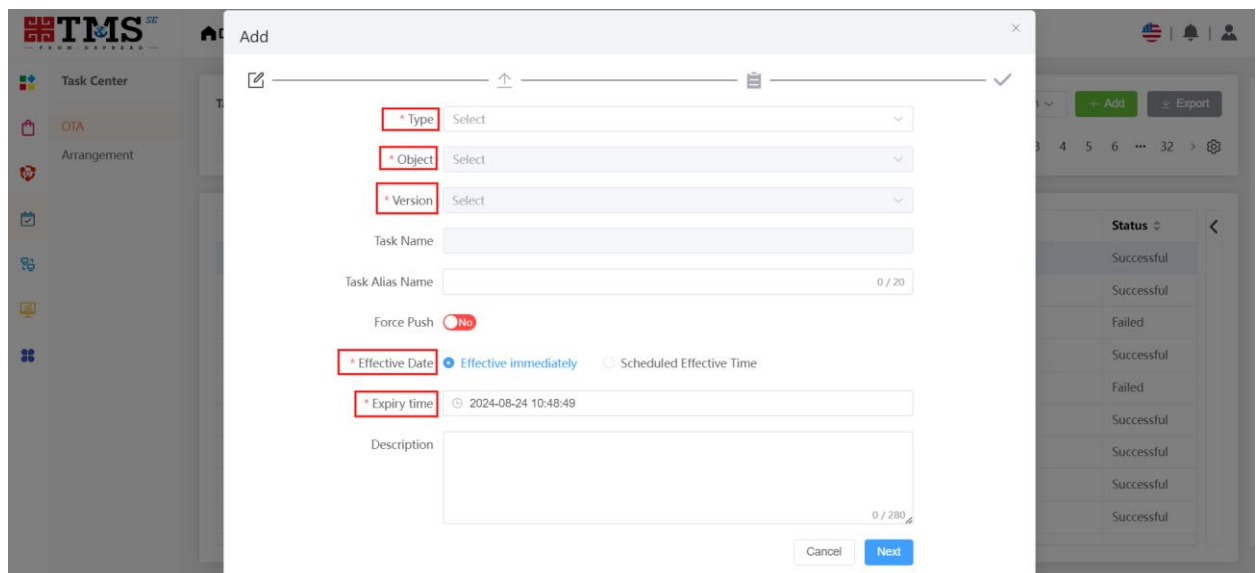 TMS SE
Add
Task Center
OTA
Arrangement
+ Add
Export
4 5 6 ··· 32 >
* Type Select
* Object Select
* Version Select
Task Name
Task Alias Name 0 / 20
Force Push No
* Effective Date Effective immediately Scheduled Effective Time
* Expiry time 2024-08-24 10:48:49
Description
0 / 280
Cancel Next
Status
Successful
Successful
Failed
Successful
Failed
Successful
Successful
Successful
Successful